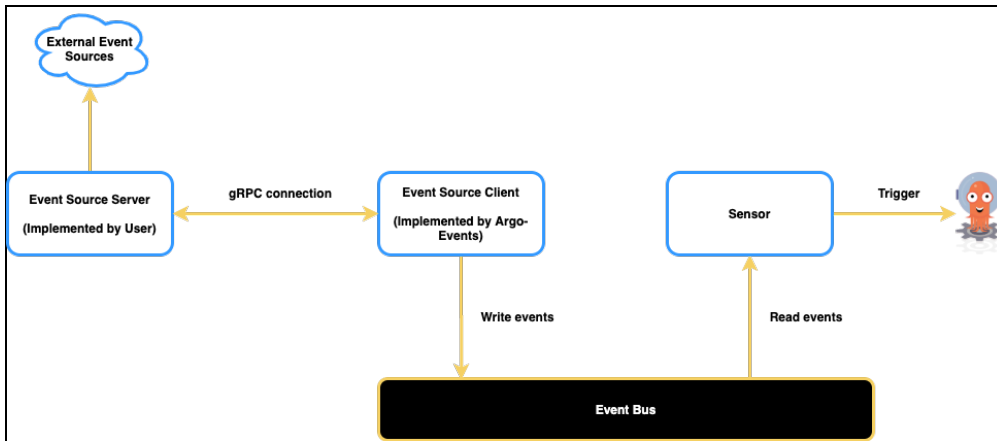 External Event
Sources
Event Source Server
(Implemented by User)
gRPC connection
Event Source Client
(Implemented by Argo-
Events)
Sensor
Trigger
Write events
Read events
Event Bus